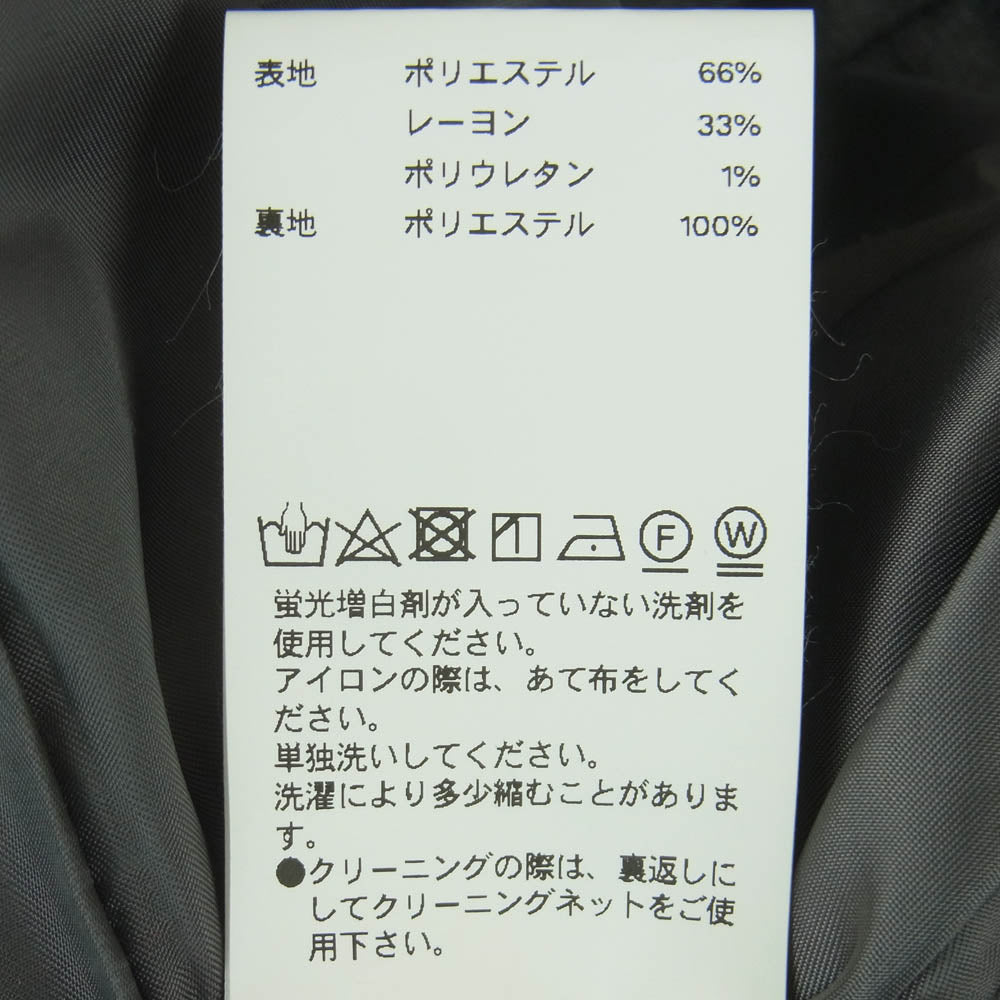 表地 ポリエステル 66%
レーヨン 33%
ポリウレタン 1%
裏地 ポリエステル 100%
F W
蛍光増白剤が入っていない洗剤を
使用してください。
アイロンの際は、あて布をしてく
ださい。
単独洗いしてください。
洗濯により多少縮むことがありま
す。
●クリーニングの際は、裏返しに
してクリーニングネットをご使
用下さい。